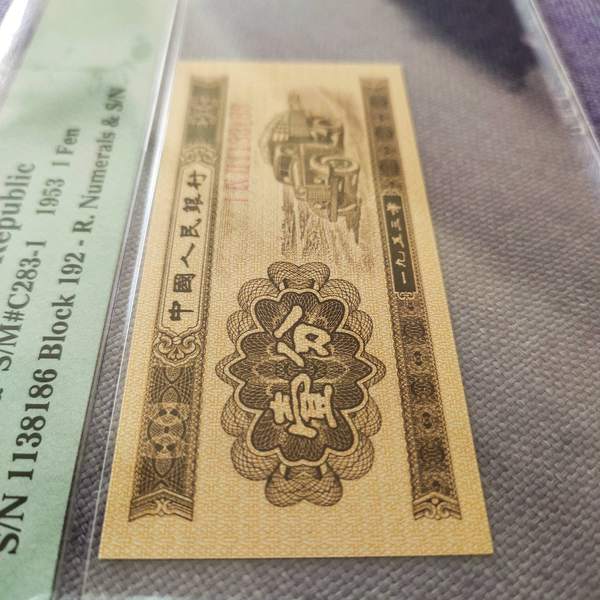 Republic
S/M#C283-1 1953 1 Fen
S/N 1138186 Block 192 - R. Numerals & S/N
中國人民銀行
壹分
一九五三年